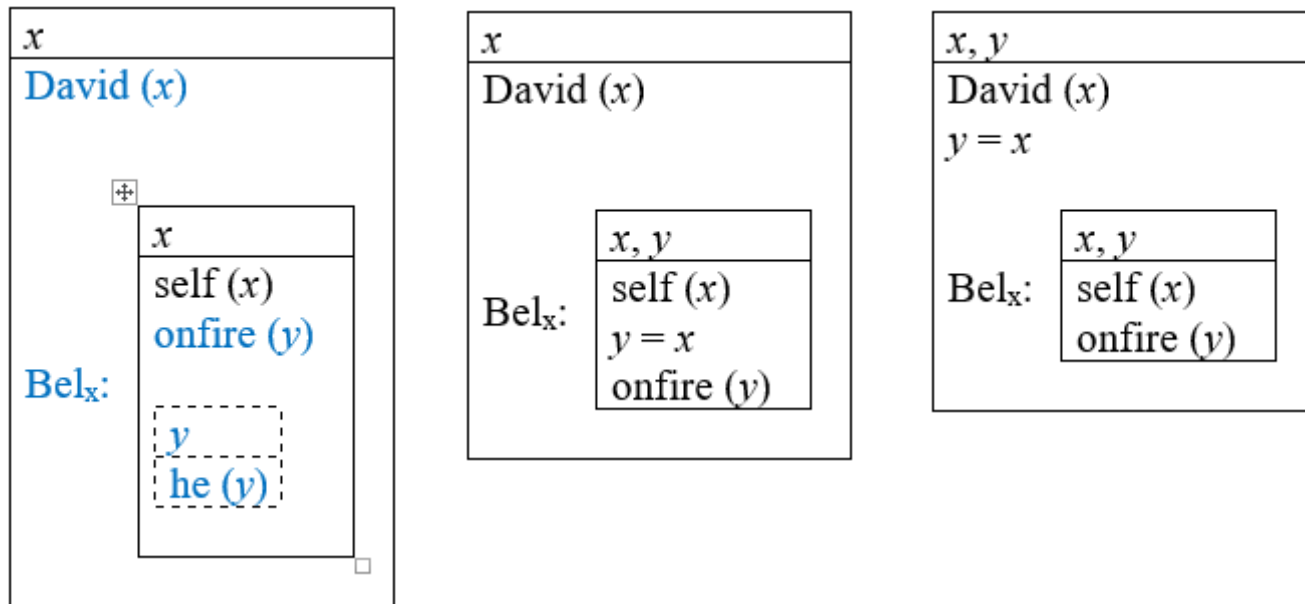 x
David (x)
x
self (x)
onfire (y)
Belx:
y
he (y)
x
David (x)
x, y
self (x)
Belx:
y = x
onfire (y)
x, y
David (x)
y = x
x, y
Belx:
self (x)
onfire (y)